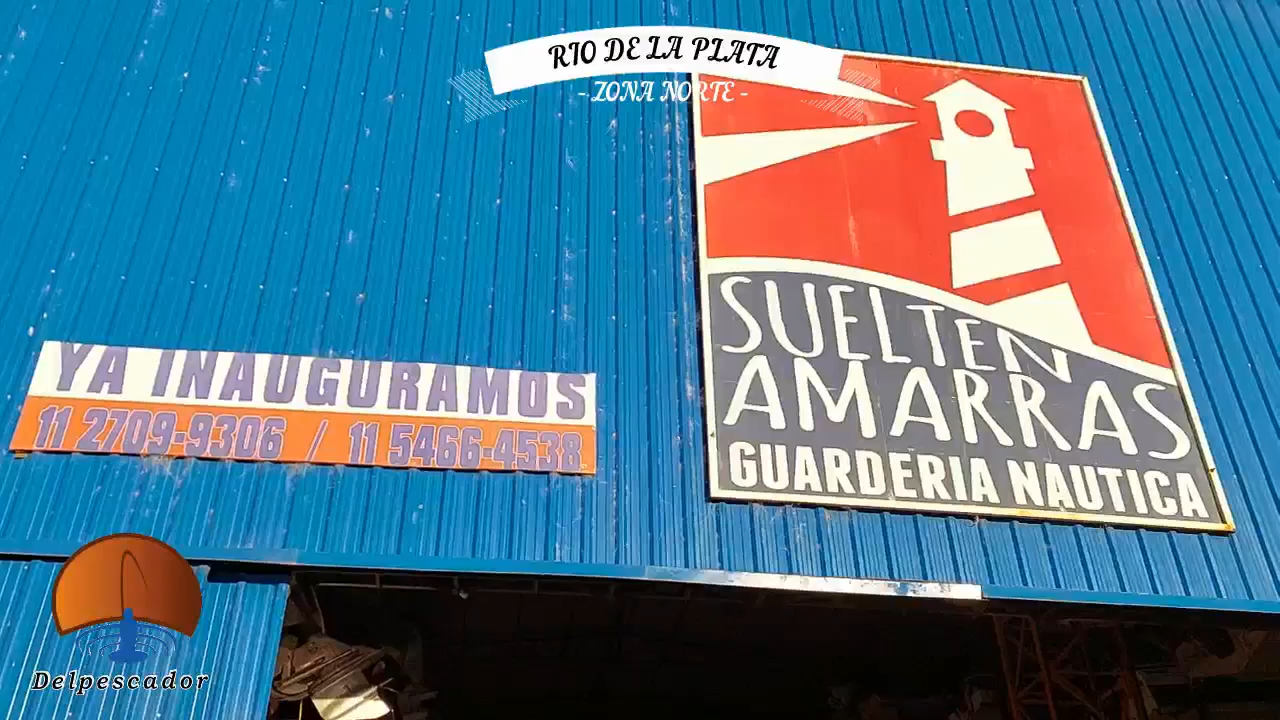 RIO DE LA PLATA
- ZONA NORTE -
SUELTEN
AMARRAS
GUARDERIA NAUTICA
YA INAUGURAMOS
11 2709-9306 / 11 5466-4538
Delpescador